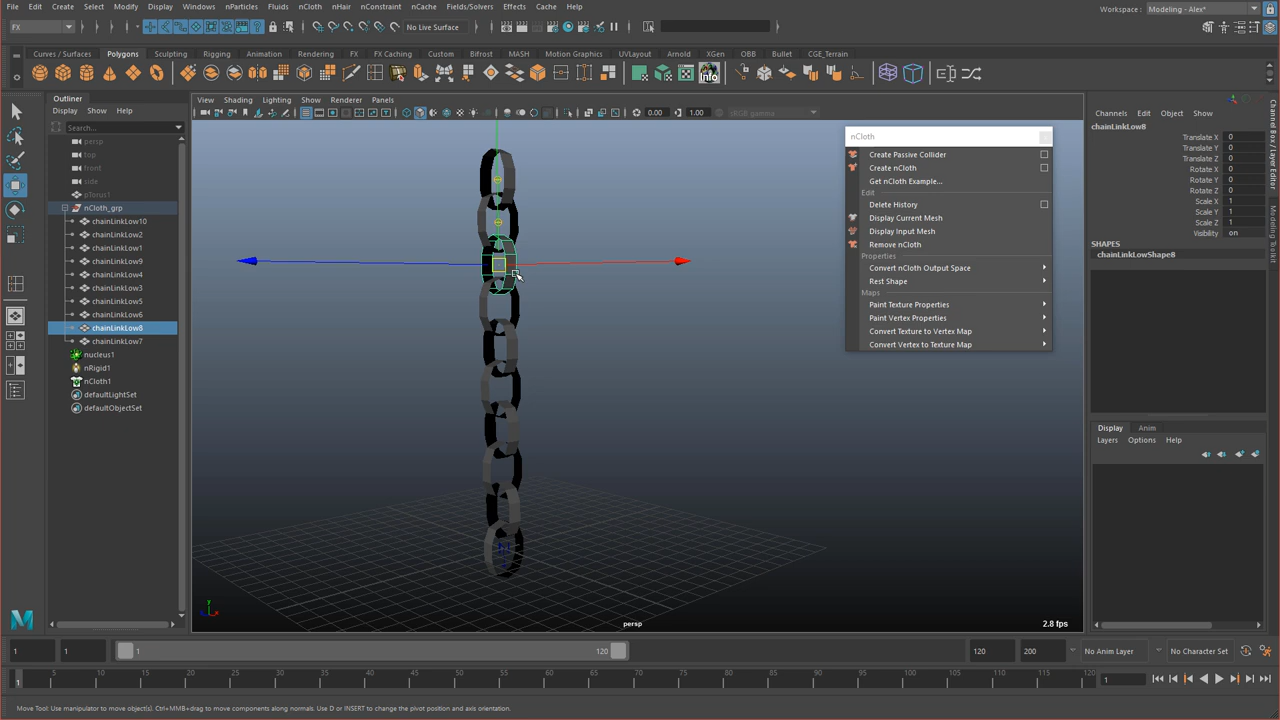 File Edit Create Select Modify Display Windows nParticles Fluids nCloth nHair nConstraint nCache Fields/Solvers Effects Cache Help
Workspace : Modeling - Alex*
FX
No Live Surface
Curves / Surfaces Polygons Sculpting Rigging Animation Rendering FX FX Caching Custom Bifrost MASH Motion Graphics UVLayout Arnold XGen OBB Bullet CGE_Terrain
Info
Outliner
Display Show Help
Search...
persp
top
front
side
pTorus1
nCloth_grp
chainLinkLow10
chainLinkLow2
chainLinkLow1
chainLinkLow9
chainLinkLow4
chainLinkLow3
chainLinkLow5
chainLinkLow6
chainLinkLow8
chainLinkLow7
nucleus1
nRigid1
nCloth1
defaultLightSet
defaultObjectSet
View Shading Lighting Show Renderer Panels
0.00 1.00 sRGB gamma
nCloth
Create Passive Collider
Create nCloth
Get nCloth Example...
Edit
Delete History
Display Current Mesh
Display Input Mesh
Remove nCloth
Properties
Convert nCloth Output Space
Rest Shape
Maps
Paint Texture Properties
Paint Vertex Properties
Convert Texture to Vertex Map
Convert Vertex to Texture Map
persp
2.8 fps
Channels Edit Object Show
chainLinkLow8
Translate X 0
Translate Y 0
Translate Z 0
Rotate X 0
Rotate Y 0
Rotate Z 0
Scale X 1
Scale Y 1
Scale Z 1
Visibility on
SHAPES
chainLinkLowShape8
Display Anim
Layers Options Help
Channel Box / Layer Editor
Modeling Toolkit
1 1 1 120 120 200 No Anim Layer No Character Set
1 5 10 15 20 25 30 35 40 45 50 55 60 65 70 75 80 85 90 95 100 105 110 115 120 1
Move Tool: Use manipulator to move object(s). Ctrl+MMB+drag to move components along normals. Use D or INSERT to change the pivot position and axis orientation.